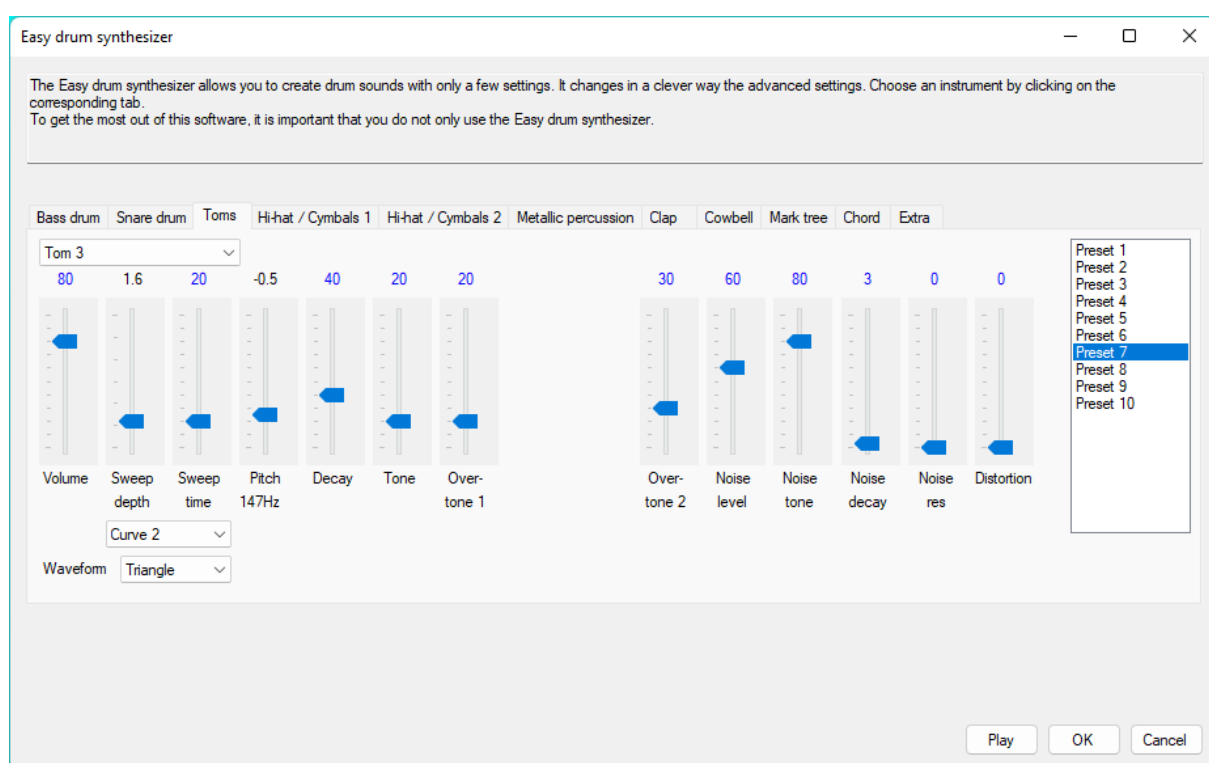 Easy drum synthesizer
The Easy drum synthesizer allows you to create drum sounds with only a few settings. It changes in a clever way the advanced settings. Choose an instrument by clicking on the
corresponding tab.
To get the most out of this software, it is important that you do not only use the Easy drum synthesizer.
Bass drum Snare drum Toms Hi-hat / Cymbals 1 Hi-hat / Cymbals 2 Metallic percussion Clap Cowbell Mark tree Chord Extra
Tom 3
80 1.6 20 -0.5 40 20 20 30 60 80 3 0 0
Volume Sweep Sweep Pitch Decay Tone Over- Over- Noise Noise Noise Noise Distortion
depth time 147Hz tone 1 tone 2 level tone decay res
Curve 2
Waveform Triangle
Preset 1
Preset 2
Preset 3
Preset 4
Preset 5
Preset 6
Preset 7
Preset 8
Preset 9
Preset 10
Play OK Cancel